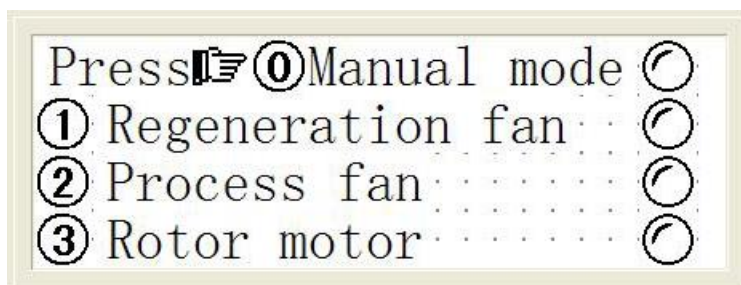 Press☞⓪Manual mode
① Regeneration fan
② Process fan
③ Rotor motor